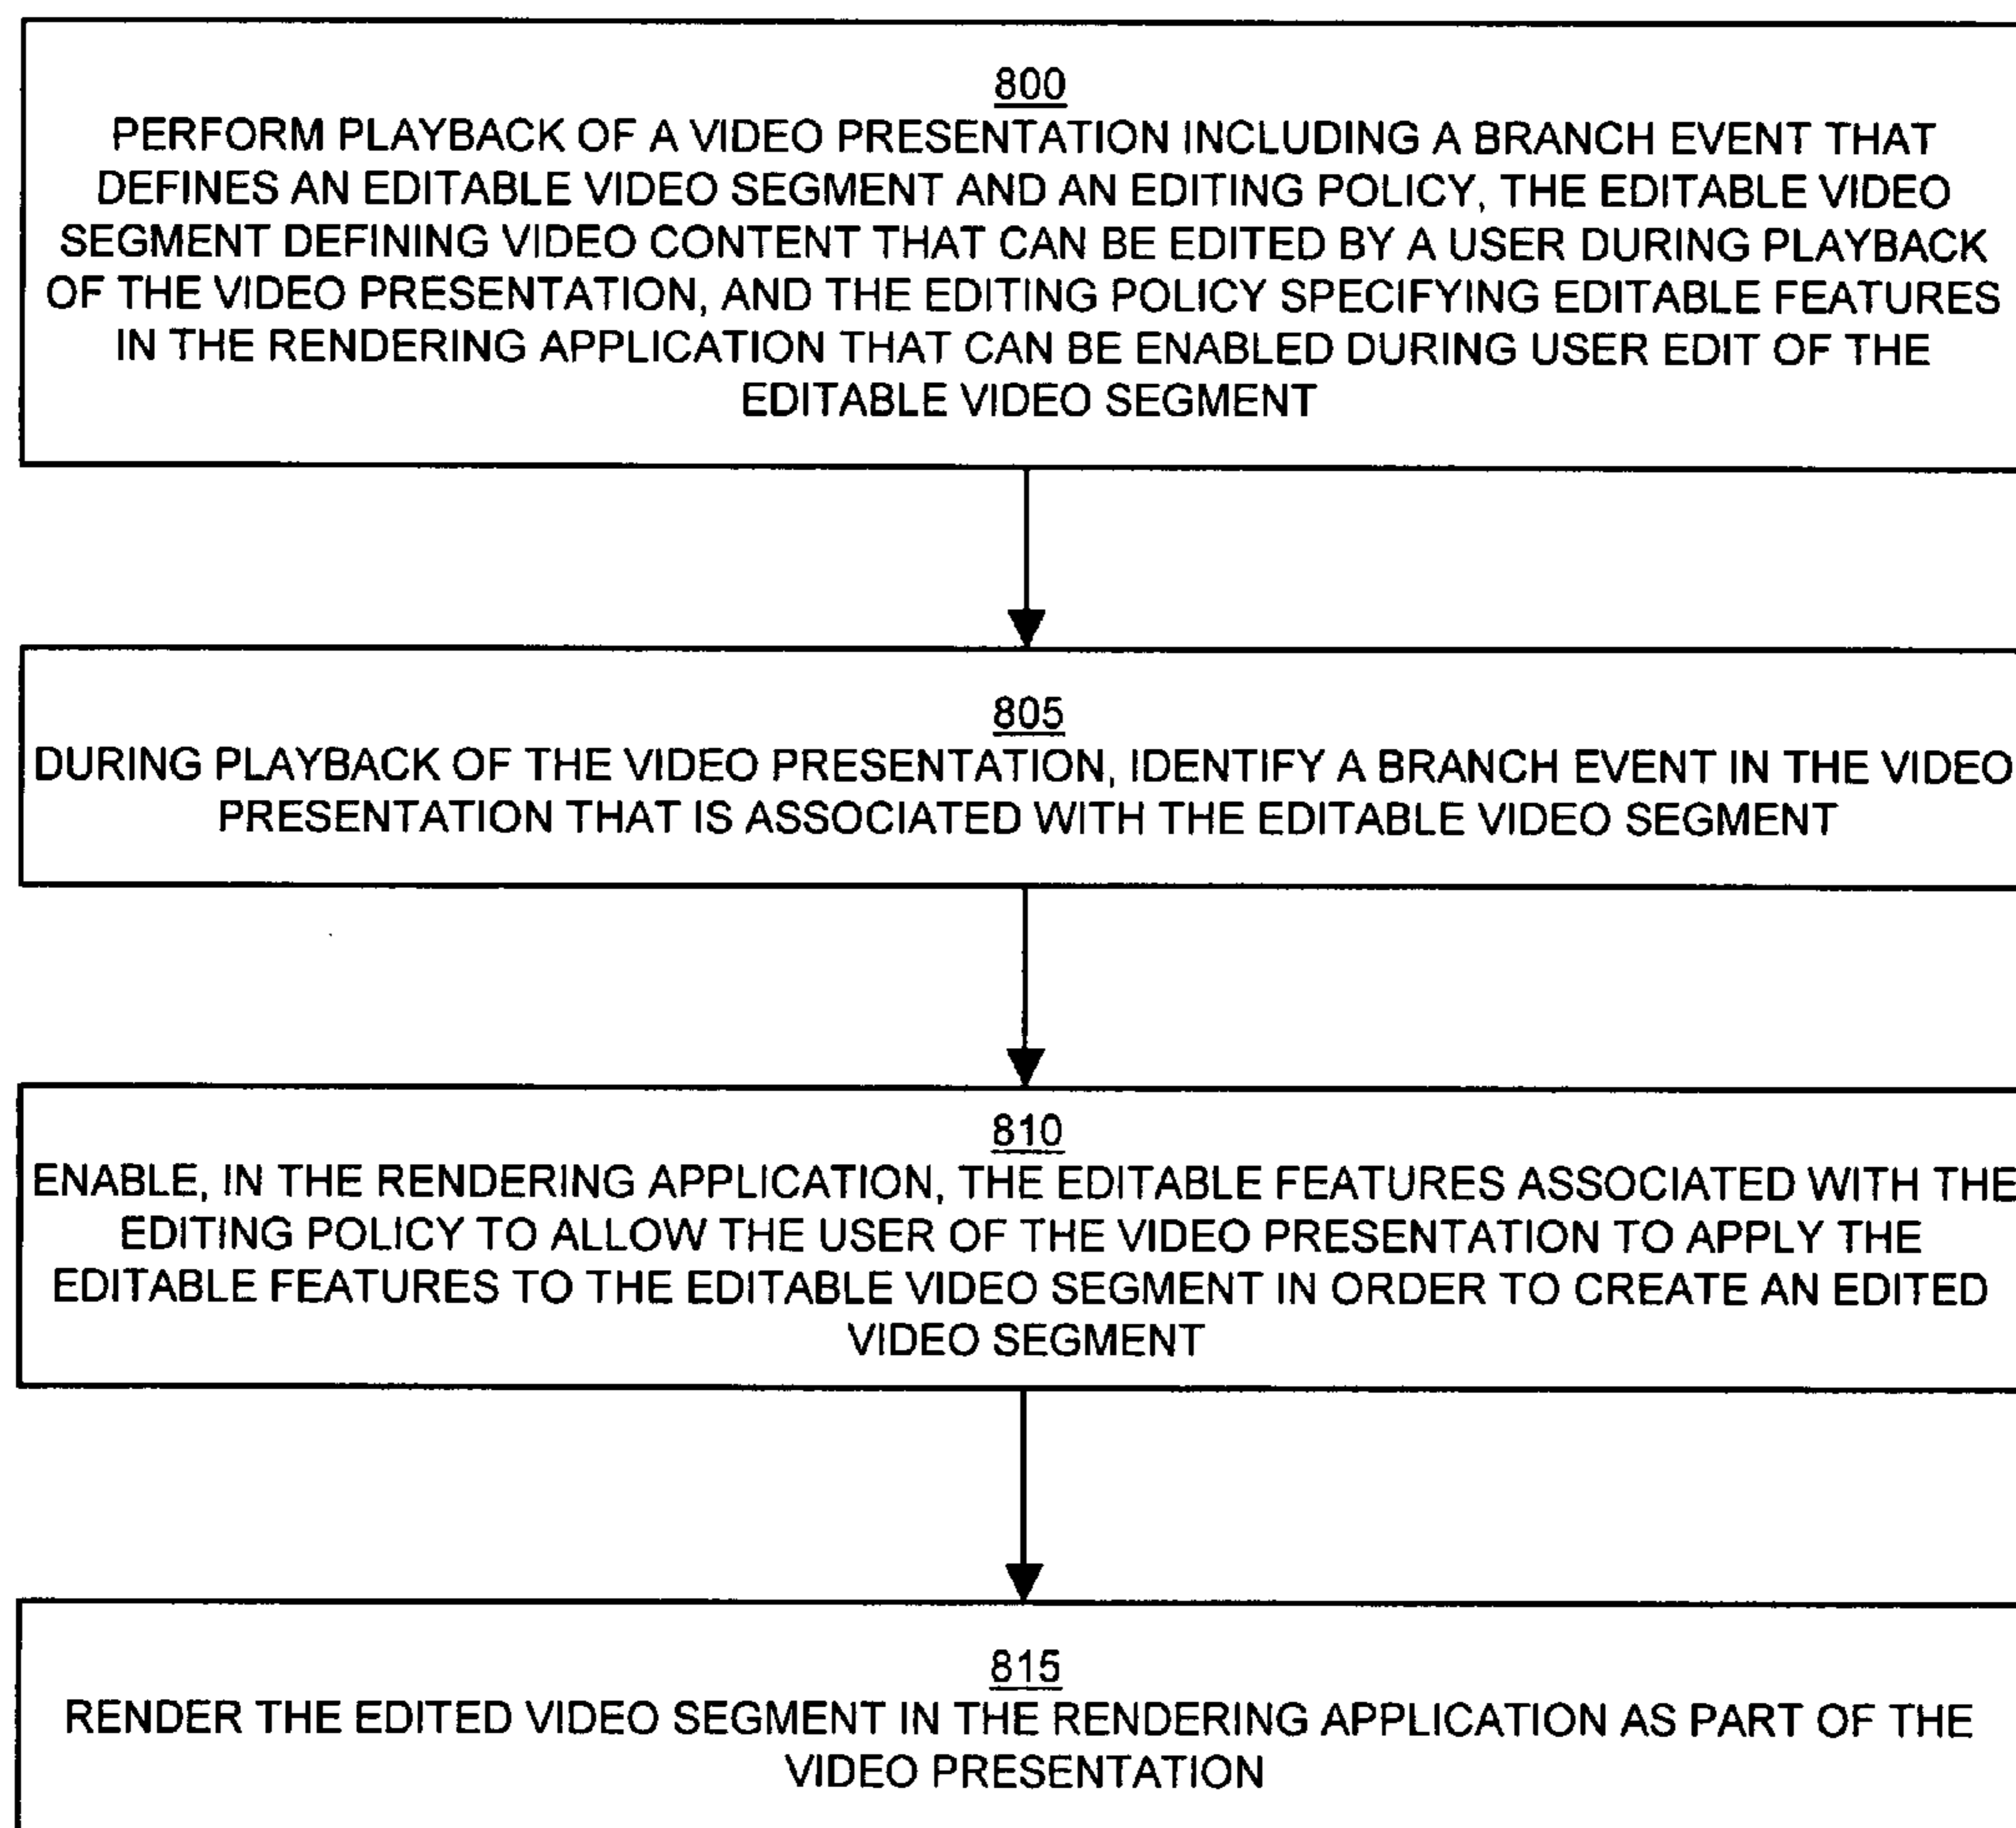 800
PERFORM PLAYBACK OF A VIDEO PRESENTATION INCLUDING A BRANCH EVENT THAT
DEFINES AN EDITABLE VIDEO SEGMENT AND AN EDITING POLICY, THE EDITABLE VIDEO
SEGMENT DEFINING VIDEO CONTENT THAT CAN BE EDITED BY A USER DURING PLAYBACK
OF THE VIDEO PRESENTATION, AND THE EDITING POLICY SPECIFYING EDITABLE FEATURES
IN THE RENDERING APPLICATION THAT CAN BE ENABLED DURING USER EDIT OF THE
EDITABLE VIDEO SEGMENT
805
DURING PLAYBACK OF THE VIDEO PRESENTATION, IDENTIFY A BRANCH EVENT IN THE VIDEO
PRESENTATION THAT IS ASSOCIATED WITH THE EDITABLE VIDEO SEGMENT
810
ENABLE, IN THE RENDERING APPLICATION, THE EDITABLE FEATURES ASSOCIATED WITH THE
EDITING POLICY TO ALLOW THE USER OF THE VIDEO PRESENTATION TO APPLY THE
EDITABLE FEATURES TO THE EDITABLE VIDEO SEGMENT IN ORDER TO CREATE AN EDITED
VIDEO SEGMENT
815
RENDER THE EDITED VIDEO SEGMENT IN THE RENDERING APPLICATION AS PART OF THE
VIDEO PRESENTATION